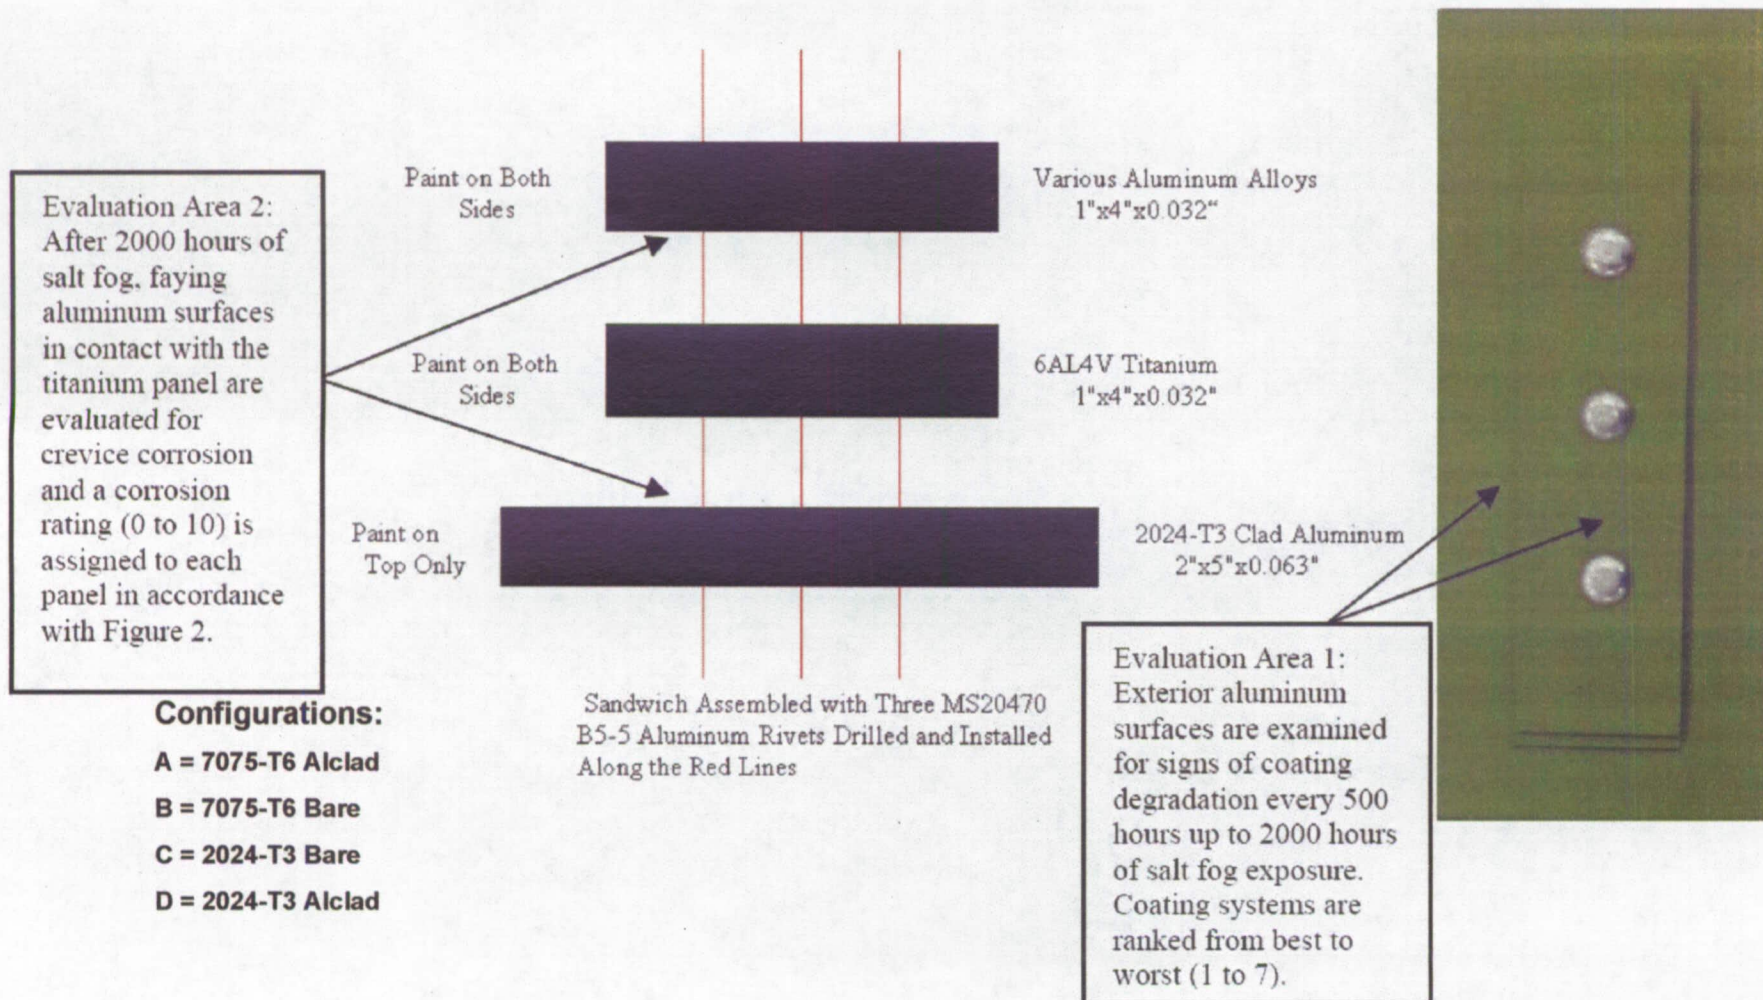 Evaluation Area 2:
After 2000 hours of
salt fog, faying
aluminum surfaces
in contact with the
titanium panel are
evaluated for
crevice corrosion
and a corrosion
rating (0 to 10) is
assigned to each
panel in accordance
with Figure 2.
Paint on Both
Sides
Various Aluminum Alloys
1"x4"x0.032"
Paint on Both
Sides
6AL4V Titanium
1"x4"x0.032"
Paint on
Top Only
2024-T3 Clad Aluminum
2"x5"x0.063"
Sandwich Assembled with Three MS20470
B5-5 Aluminum Rivets Drilled and Installed
Along the Red Lines
Configurations:
A = 7075-T6 Alclad
B = 7075-T6 Bare
C = 2024-T3 Bare
D = 2024-T3 Alclad
Evaluation Area 1:
Exterior aluminum
surfaces are examined
for signs of coating
degradation every 500
hours up to 2000 hours
of salt fog exposure.
Coating systems are
ranked from best to
worst (1 to 7).